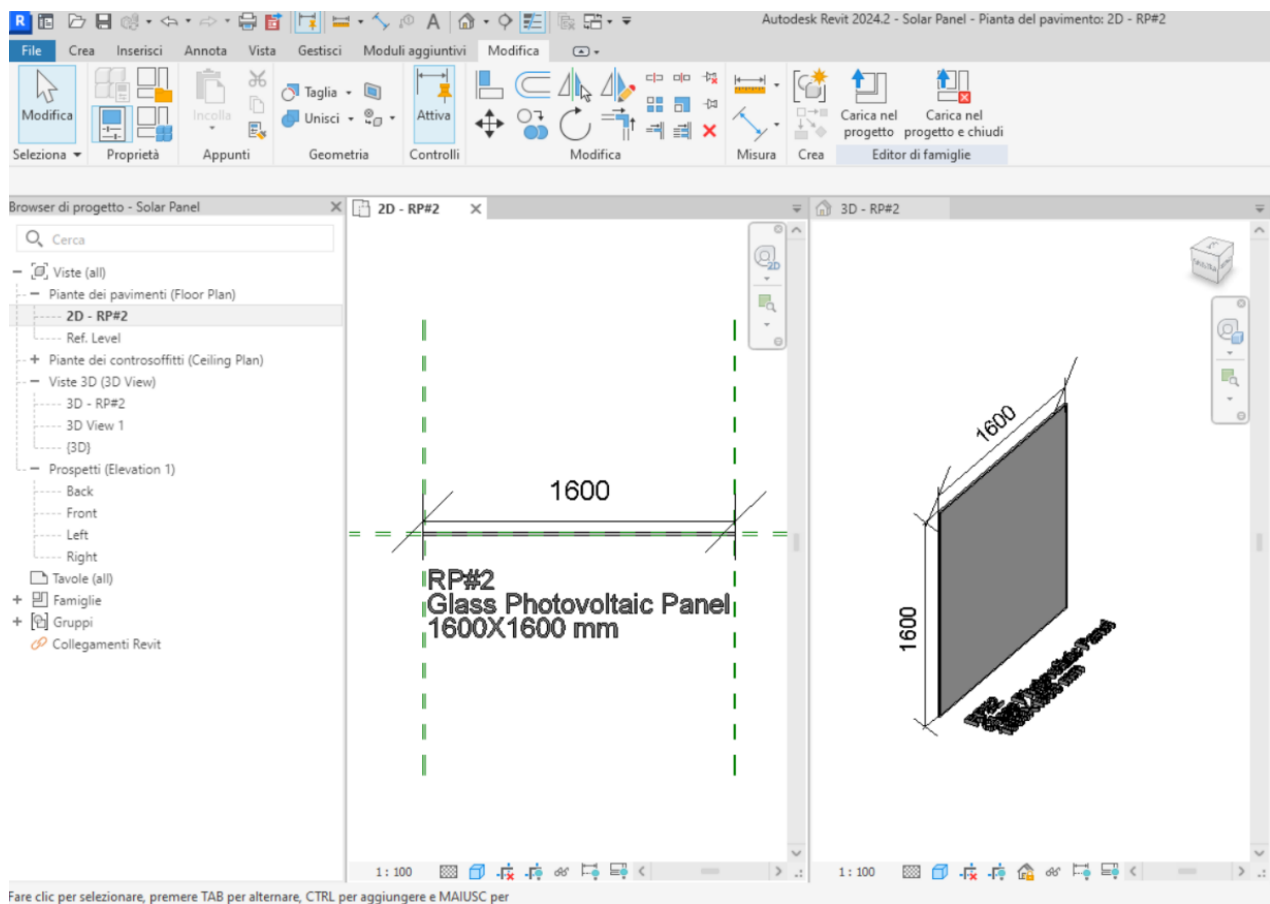 Autodesk Revit 2024.2 - Solar Panel - Pianta del pavimento: 2D - RP#2
File Crea Inserisci Annota Vista Gestisci Moduli aggiuntivi Modifica
Modifica
Incolla
Taglia
Unisci
Attiva
Carica nel progetto
Carica nel progetto e chiudi
Seleziona Proprietà Appunti Geometria Controlli Modifica Misura Crea Editor di famiglie
Browser di progetto - Solar Panel
Cerca
Viste (all)
Piante dei pavimenti (Floor Plan)
2D - RP#2
Ref. Level
Piante dei controsoffitti (Ceiling Plan)
Viste 3D (3D View)
3D - RP#2
3D View 1
{3D}
Prospetti (Elevation 1)
Back
Front
Left
Right
Tavole (all)
Famiglie
Gruppi
Collegamenti Revit
2D - RP#2
2D
1600
RP#2
Glass Photovoltaic Panel
1600X1600 mm
1 : 100
3D - RP#2
1600
1600
1 : 100
Fare clic per selezionare, premere TAB per alternare, CTRL per aggiungere e MAIUSC per